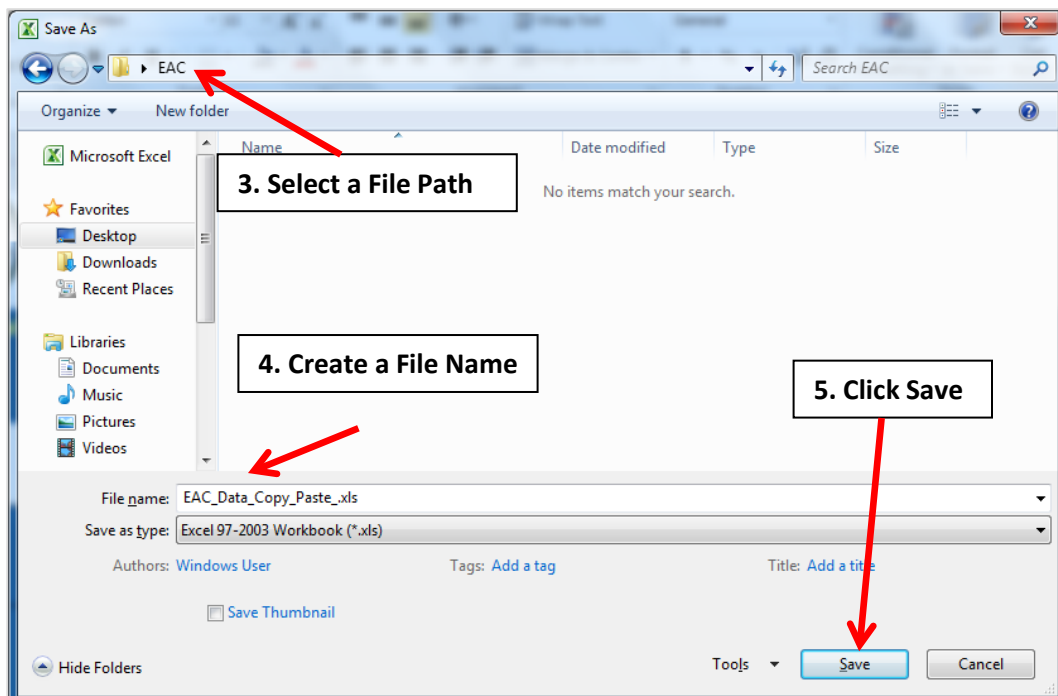 Save As
EAC
Search EAC
Organize New folder
Microsoft Excel
Favorites
Desktop
Downloads
Recent Places
Libraries
Documents
Music
Pictures
Videos
Name Date modified Type Size
No items match your search.
3. Select a File Path
4. Create a File Name
5. Click Save
File name: EAC_Data_Copy_Paste_.xls
Save as type: Excel 97-2003 Workbook (*.xls)
Authors: Windows User Tags: Add a tag Title: Add a title
Save Thumbnail
Hide Folders Tools Save Cancel